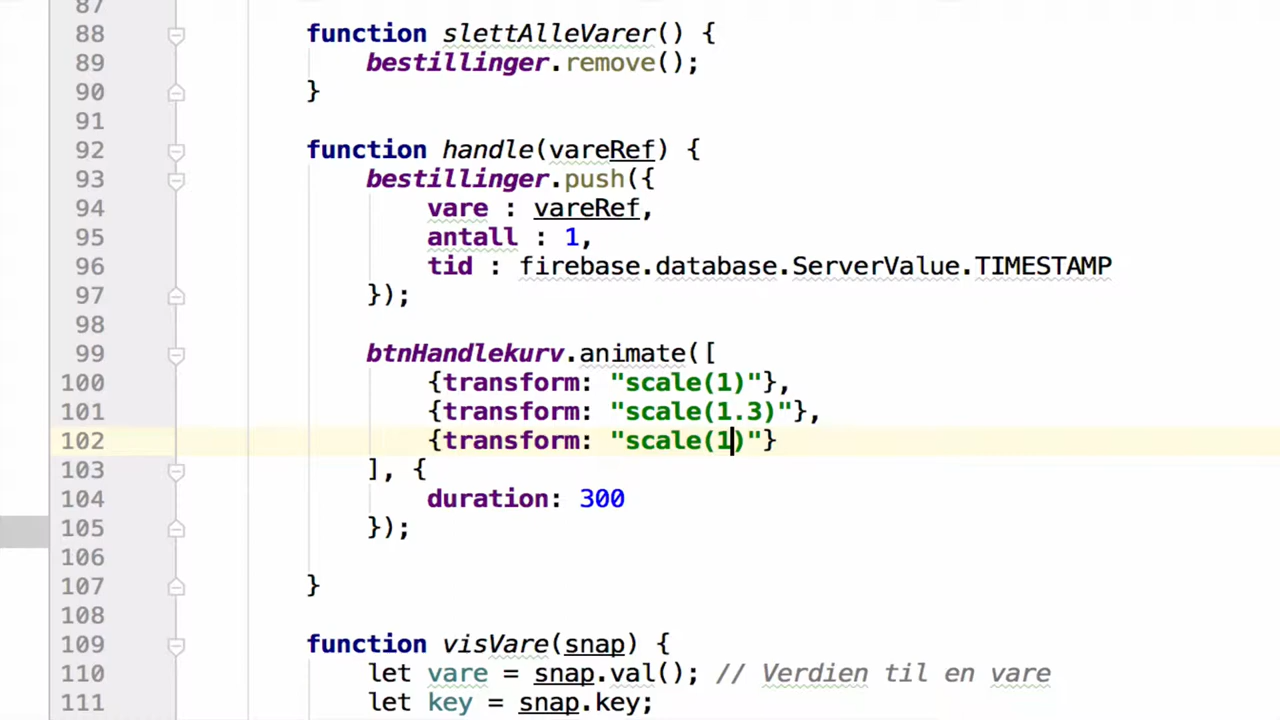 87
88 function slettAlleVarer() {
89 bestillinger.remove();
90 }
91
92 function handle(vareRef) {
93 bestillinger.push({
94 vare : vareRef,
95 antall : 1,
96 tid : firebase.database.ServerValue.TIMESTAMP
97 });
98
99 btnHandlekurv.animate([
100 {transform: "scale(1)"},
101 {transform: "scale(1.3)"},
102 {transform: "scale(1)"}
103 ], {
104 duration: 300
105 });
106
107 }
108
109 function visVare(snap) {
110 let vare = snap.val(); // Verdien til en vare
111 let key = snap.key;